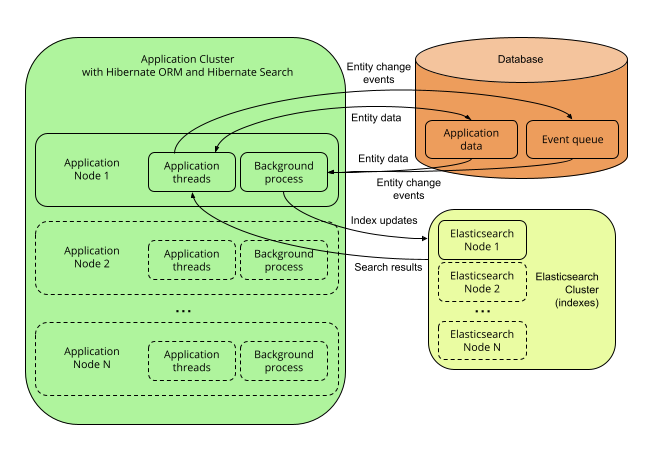 Application Cluster
with Hibernate ORM and Hibernate Search
Application
Node 1
Application
threads
Background
process
Application
Node 2
Application
threads
Background
process
...
Application
Node N
Application
threads
Background
process
Entity change
events
Entity data
Entity data
Entity change
events
Index updates
Search results
Database
Application
data
Event queue
Elasticsearch
Node 1
Elasticsearch
Node 2
...
Elasticsearch
Node N
Elasticsearch
Cluster
(indexes)